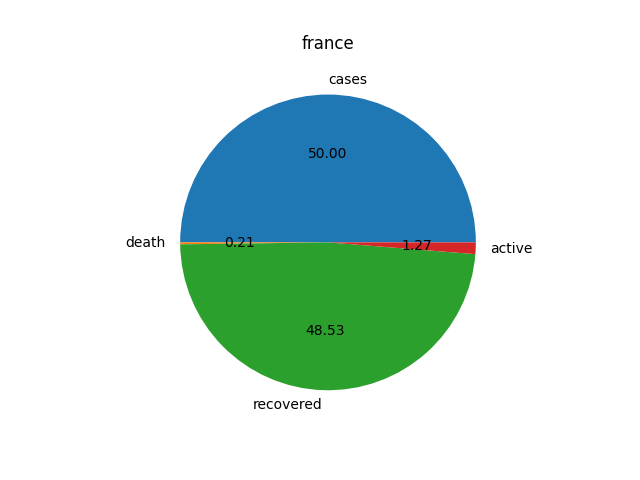 france
cases
50.00
death
0.21
1.27
active
48.53
recovered